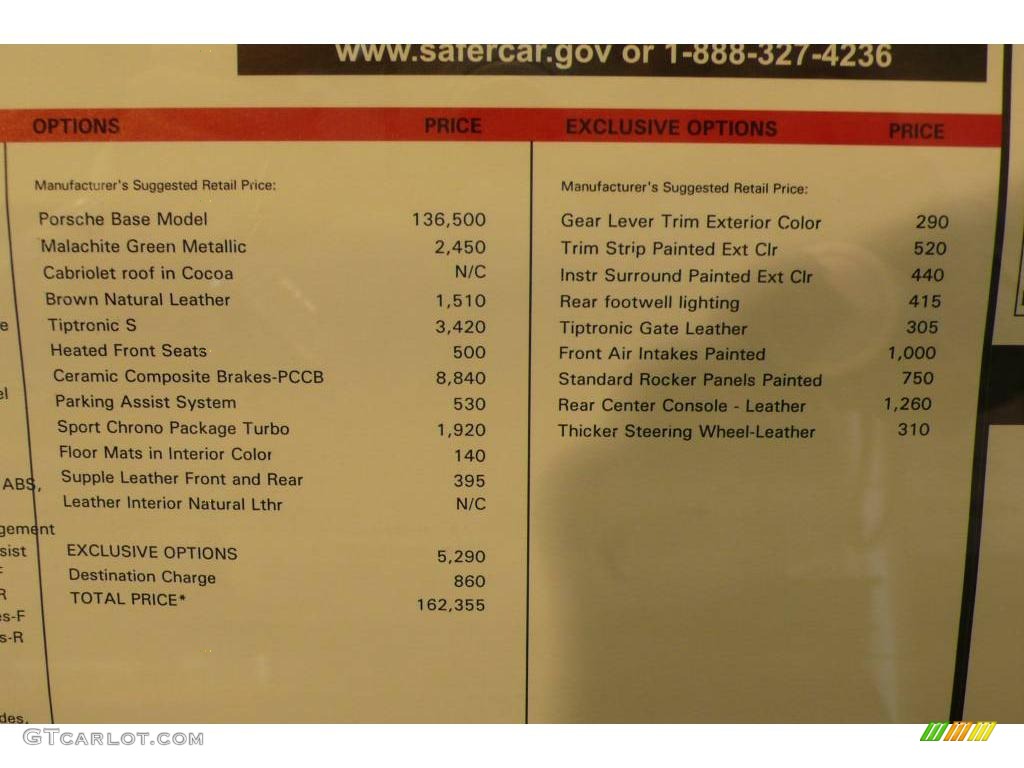 www.safercar.gov or 1-888-327-4236
OPTIONS PRICE
Manufacturer's Suggested Retail Price:
Porsche Base Model 136,500
Malachite Green Metallic 2,450
Cabriolet roof in Cocoa N/C
Brown Natural Leather 1,510
Tiptronic S 3,420
Heated Front Seats 500
Ceramic Composite Brakes-PCCB 8,840
Parking Assist System 530
Sport Chrono Package Turbo 1,920
Floor Mats in Interior Color 140
Supple Leather Front and Rear 395
Leather Interior Natural Lthr N/C
EXCLUSIVE OPTIONS 5,290
Destination Charge 860
TOTAL PRICE* 162,355
EXCLUSIVE OPTIONS PRICE
Manufacturer's Suggested Retail Price:
Gear Lever Trim Exterior Color 290
Trim Strip Painted Ext Clr 520
Instr Surround Painted Ext Clr 440
Rear footwell lighting 415
Tiptronic Gate Leather 305
Front Air Intakes Painted 1,000
Standard Rocker Panels Painted 750
Rear Center Console - Leather 1,260
Thicker Steering Wheel-Leather 310
ABS,
gement
sist
s-F
s-R
des,
GTCARLOT.COM